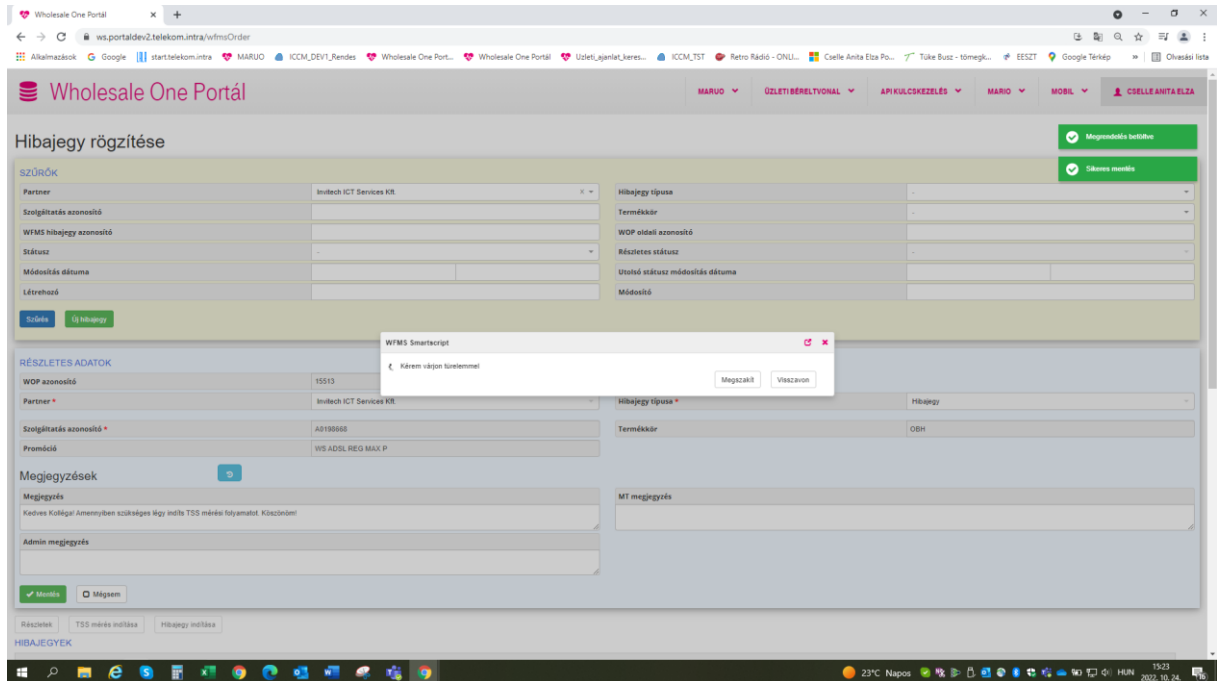 Wholesale One Portál
ws.portaldev2.telekom.intra/wfmsOrder
Alkalmazások Google start.telekom.intra MARUO ICCM_DEV1_Rendes Wholesale One Port... Wholesale One Portál Uzleti_ajanlat_keres... ICCM_TST Retro Rádió - ONLI... Cselle Anita Elza Po... Tüke Busz - tömegk... EESZT Google Térkép » Olvasási lista
Wholesale One Portál
MARUO ÜZLETI BÉRELTVONAL API KULCSKEZELÉS MARIO MOBIL CSELLE ANITA ELZA
Hibajegy rögzítése
Megrendelés betöltve
Sikeres mentés
SZŰRŐK
Partner Invitech ICT Services Kft. Hibajegy típusa -
Szolgáltatás azonosító Termékkör -
WFMS hibajegy azonosító WOP oldali azonosító
Státusz - Részletes státusz -
Módosítás dátuma Utolsó státusz módosítás dátuma
Létrehozó Módosító
Szűrés Új hibajegy
WFMS Smartscript
Kérem várjon türelemmel
Megszakít Visszavon
RÉSZLETES ADATOK
WOP azonosító 15513
Partner * Invitech ICT Services Kft. Hibajegy típusa * Hibajegy
Szolgáltatás azonosító * A0198668 Termékkör OBH
Promóció WS ADSL REG MAX P
Megjegyzések
Megjegyzés MT megjegyzés
Kedves Kolléga! Amennyiben szükséges légy indíts TSS mérési folyamatot. Köszönöm!
Admin megjegyzés
Mentés Mégsem
Részletek TSS mérés indítása Hibajegy indítása
HIBAJEGYEK
23°C Napos HUN 15:23
2022. 10. 24.
16